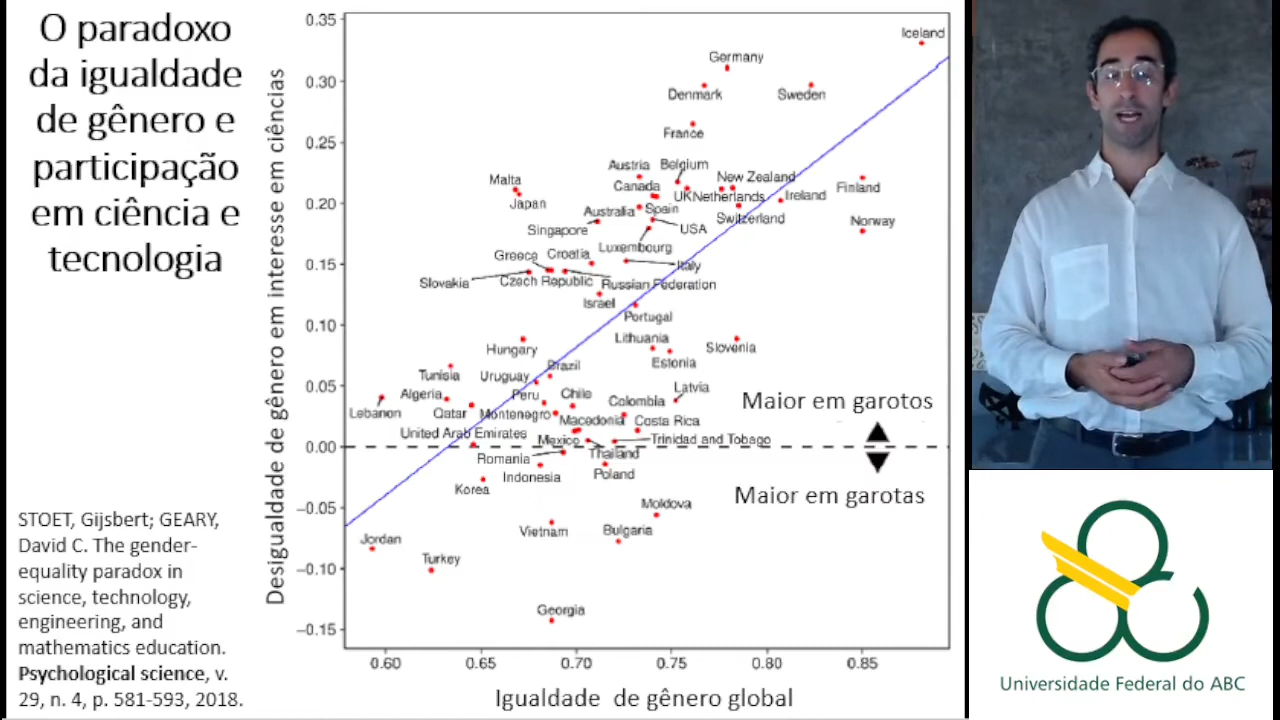 O paradoxo
da igualdade
de gênero e
participação
em ciência e
tecnologia
STOET, Gijsbert; GEARY,
David C. The gender-
equality paradox in
science, technology,
engineering, and
mathematics education.
Psychological science, v.
29, n. 4, p. 581-593, 2018.
Desigualdade de gênero em interesse em ciências
0.35
0.30
0.25
0.20
0.15
0.10
0.05
0.00
−0.05
−0.10
−0.15
Iceland
Germany
Denmark
Sweden
France
Austria
Belgium
Malta
Canada
New Zealand
Finland
Japan
UK
Netherlands
Ireland
Australia
Spain
Switzerland
Norway
Singapore
USA
Luxembourg
Greece
Croatia
Italy
Slovakia
Czech Republic
Russian Federation
Israel
Portugal
Lithuania
Hungary
Slovenia
Estonia
Tunisia
Uruguay
Brazil
Algeria
Peru
Chile
Latvia
Lebanon
Qatar
Montenegro
Colombia
Macedonia
Costa Rica
United Arab Emirates
Mexico
Trinidad and Tobago
Romania
Thailand
Korea
Indonesia
Poland
Moldova
Vietnam
Bulgaria
Jordan
Turkey
Georgia
Maior em garotos
Maior em garotas
0.60
0.65
0.70
0.75
0.80
0.85
Igualdade de gênero global
Universidade Federal do ABC